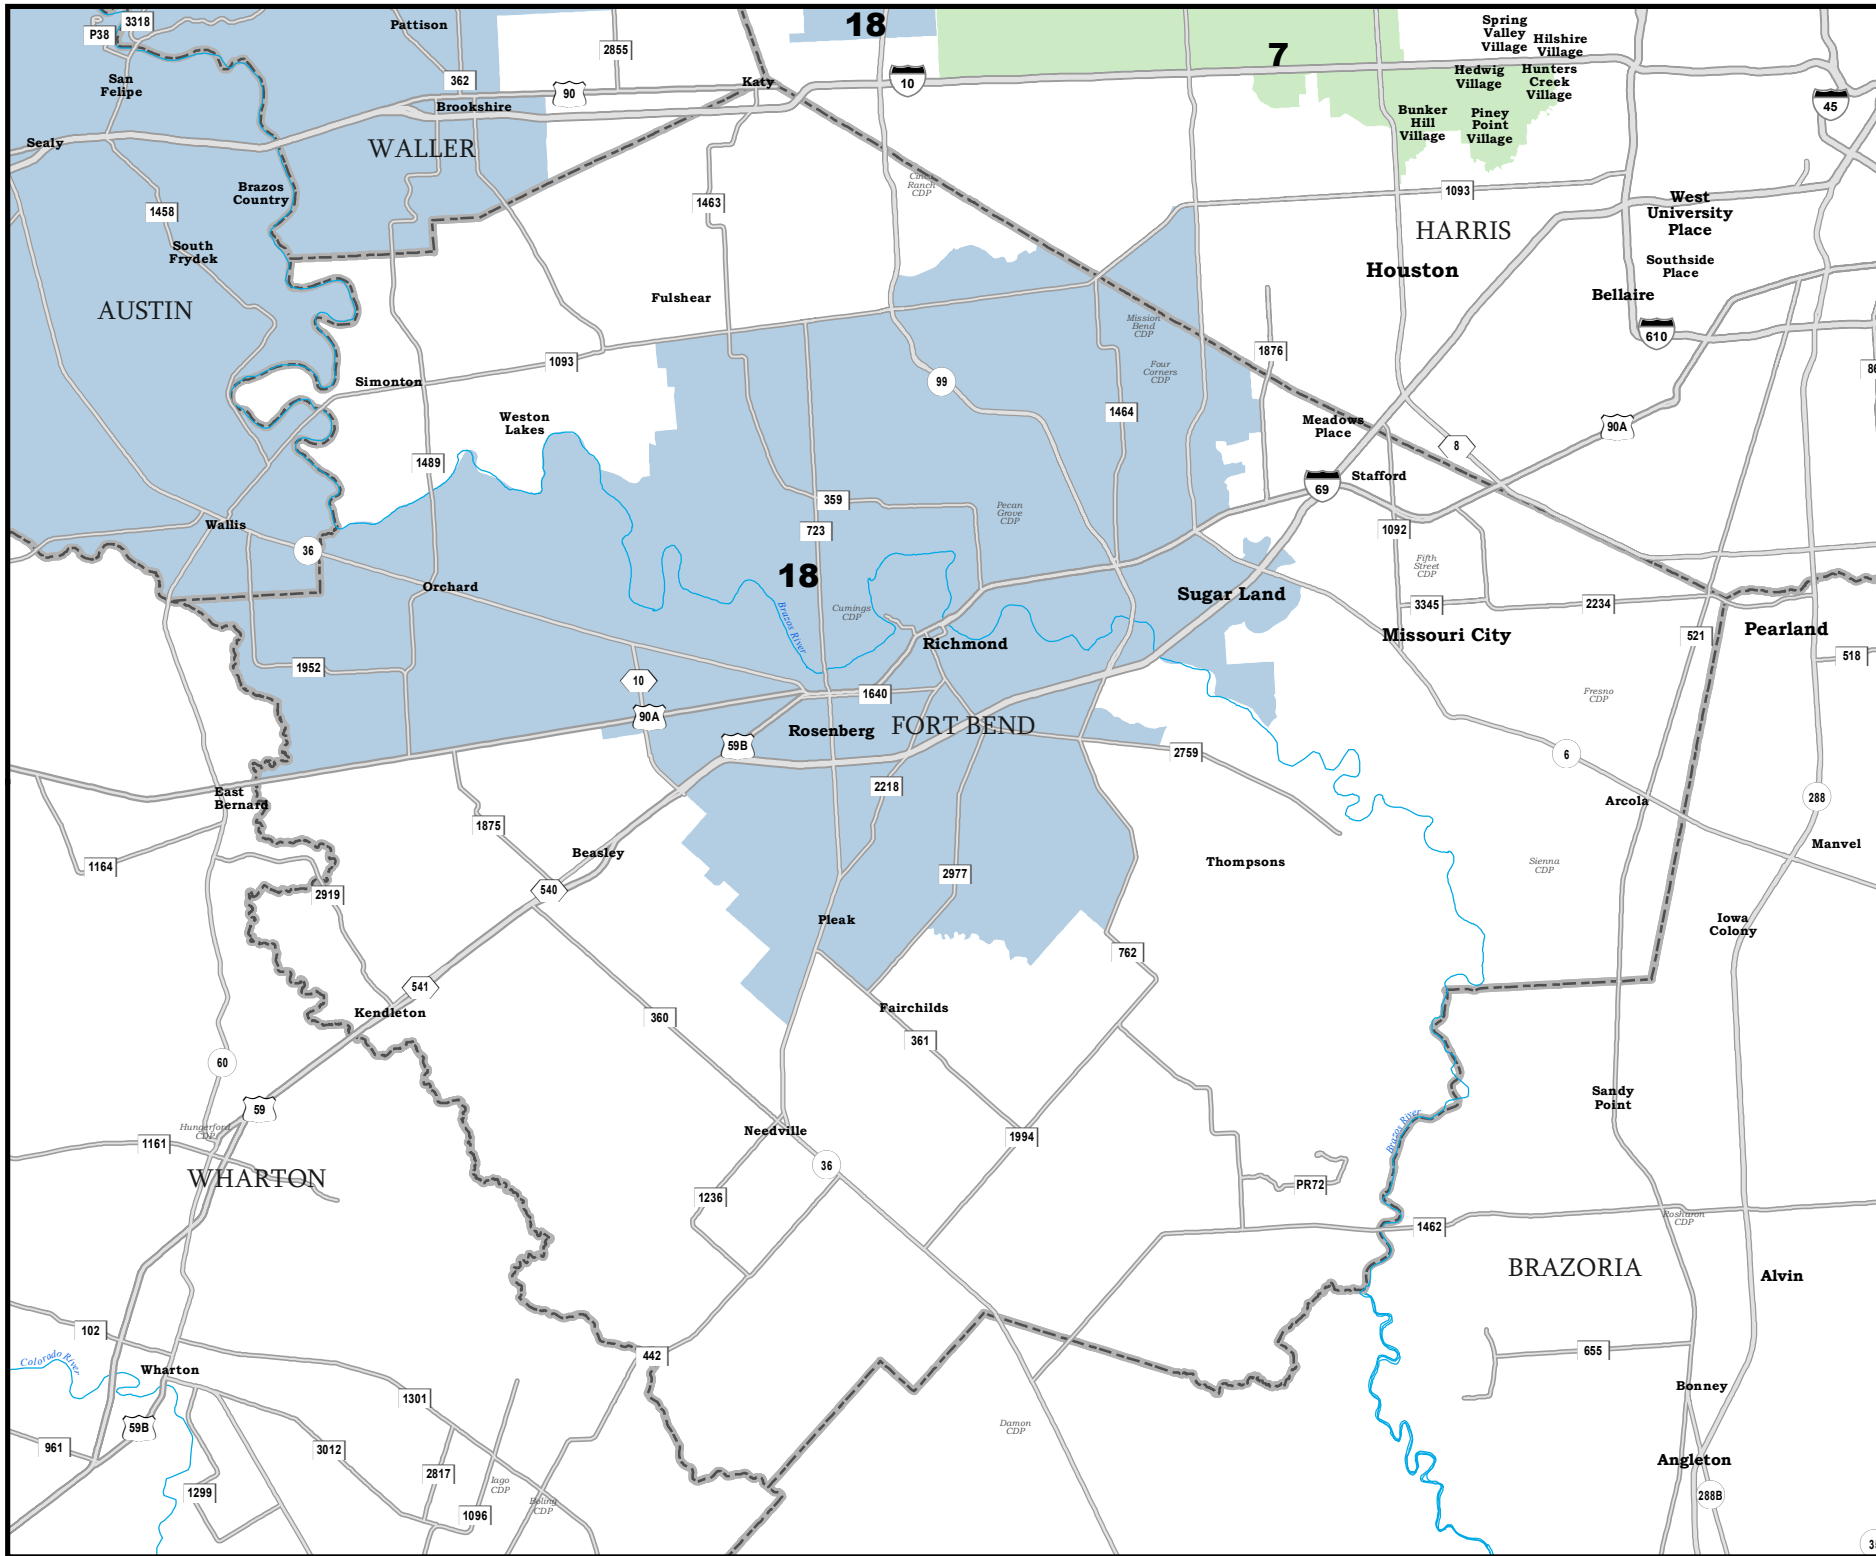 3318
P38
Pattison
18
7
Spring
Valley
Village
Hilshire
Village
2855
San
Felipe
362
90
Katy
10
Hedwig
Village
Hunters
Creek
Village
45
Brookshire
Bunker
Hill
Village
Piney
Point
Village
Sealy
WALLER
Brazos
Country
Cinco
Ranch
CDP
1093
1458
1463
West
University
Place
HARRIS
South
Frydek
Houston
Southside
Place
Bellaire
Fulshear
AUSTIN
Mission
Bend
CDP
610
1876
1093
Four
Corners
CDP
Simonton
99
86
1464
Weston
Lakes
Meadows
Place
90A
8
1489
Stafford
69
359
Pecan
Grove
CDP
Wallis
723
1092
36
Fifth
Street
CDP
18
Orchard
Sugar Land
Cumings
CDP
Brazos River
3345
2234
Missouri City
Richmond
521
Pearland
518
1952
10
1640
Fresno
CDP
90A
Rosenberg
FORT BEND
59B
2759
6
2218
East
Bernard
Arcola
288
1875
Manvel
Beasley
1164
Thompsons
Sienna
CDP
2977
540
2919
Pleak
Iowa
Colony
762
541
Kendleton
Fairchilds
360
361
60
Sandy
Point
59
Hungerford
CDP
Brazos River
1161
Needville
1994
36
WHARTON
PR72
1236
Rosharon
CDP
1462
BRAZORIA
Alvin
102
442
655
Colorado River
Wharton
Bonney
1301
59B
Damon
CDP
961
3012
Angleton
2817
Iago
CDP
1299
288B
Boling
CDP
1096
3